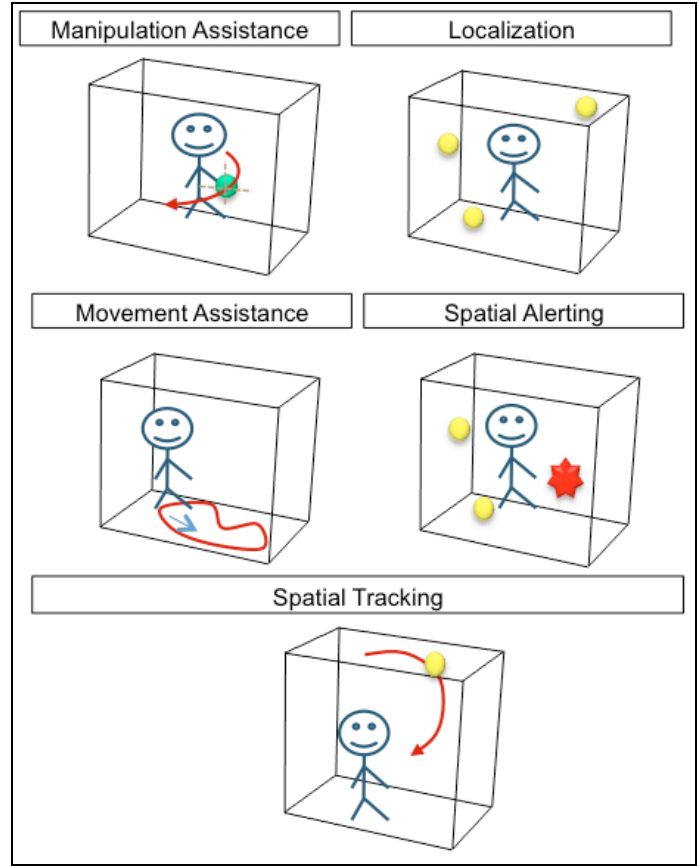 Manipulation Assistance
Localization
Movement Assistance
Spatial Alerting
Spatial Tracking